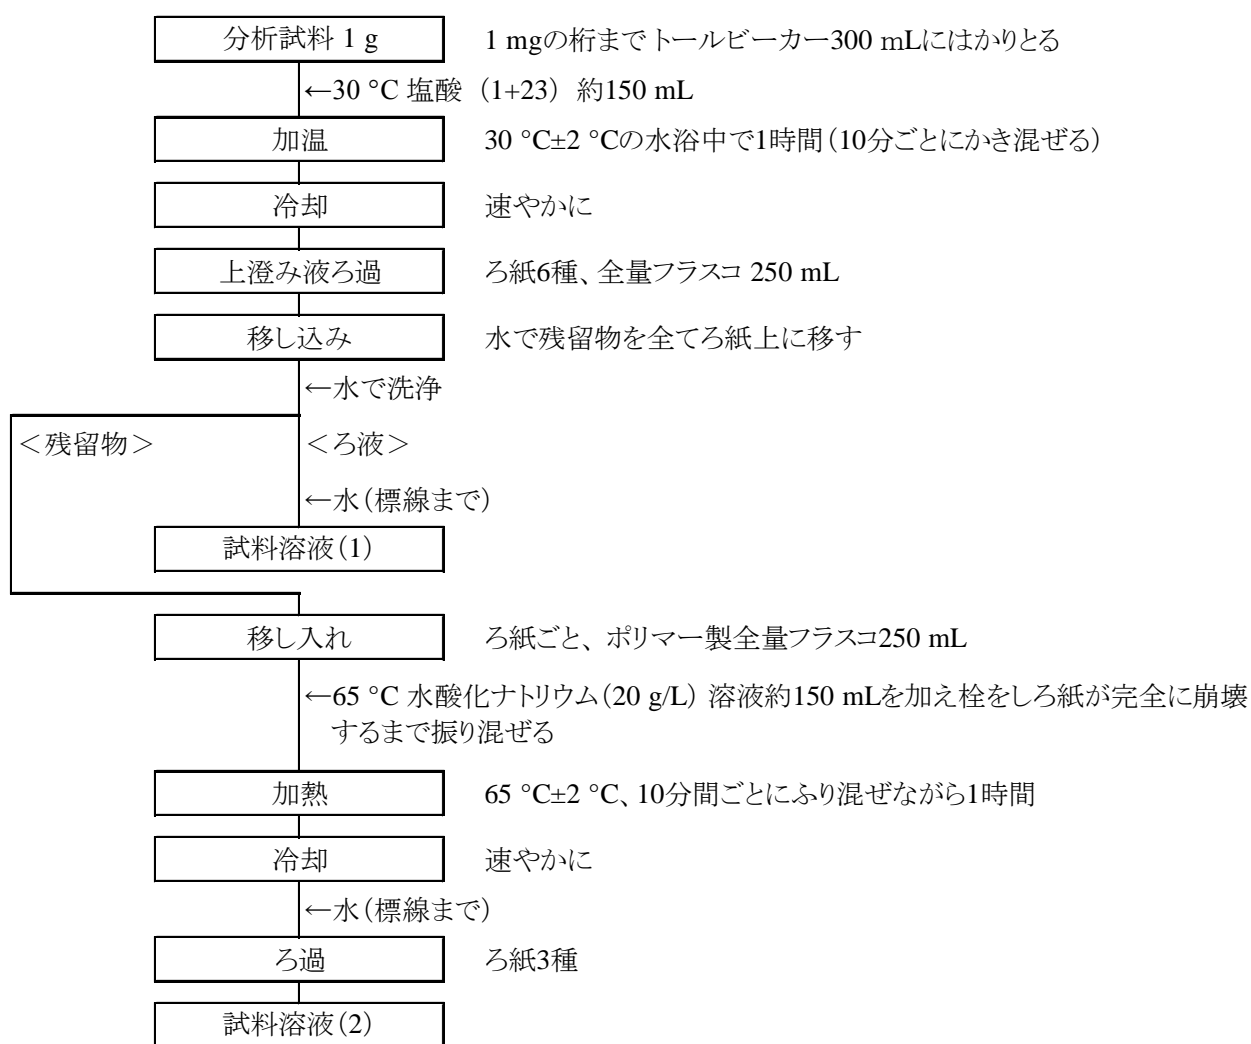 分析試料 1 g 1 mgの桁までトールビーカー300 mLにはかりとる
←30 °C 塩酸（1+23）約150 mL
加温 30 °C±2 °Cの水浴中で1時間（10分ごとにかき混ぜる）
冷却 速やかに
上澄み液ろ過 ろ紙6種、全量フラスコ 250 mL
移し込み 水で残留物を全てろ紙上に移す
←水で洗浄
＜残留物＞ ＜ろ液＞
←水（標線まで）
試料溶液（1）
移し入れ ろ紙ごと、ポリマー製全量フラスコ250 mL
←65 °C 水酸化ナトリウム（20 g/L）溶液約150 mLを加え栓をしろ紙が完全に崩壊
するまで振り混ぜる
加熱 65 °C±2 °C、10分間ごとにふり混ぜながら1時間
冷却 速やかに
←水（標線まで）
ろ過 ろ紙3種
試料溶液（2）